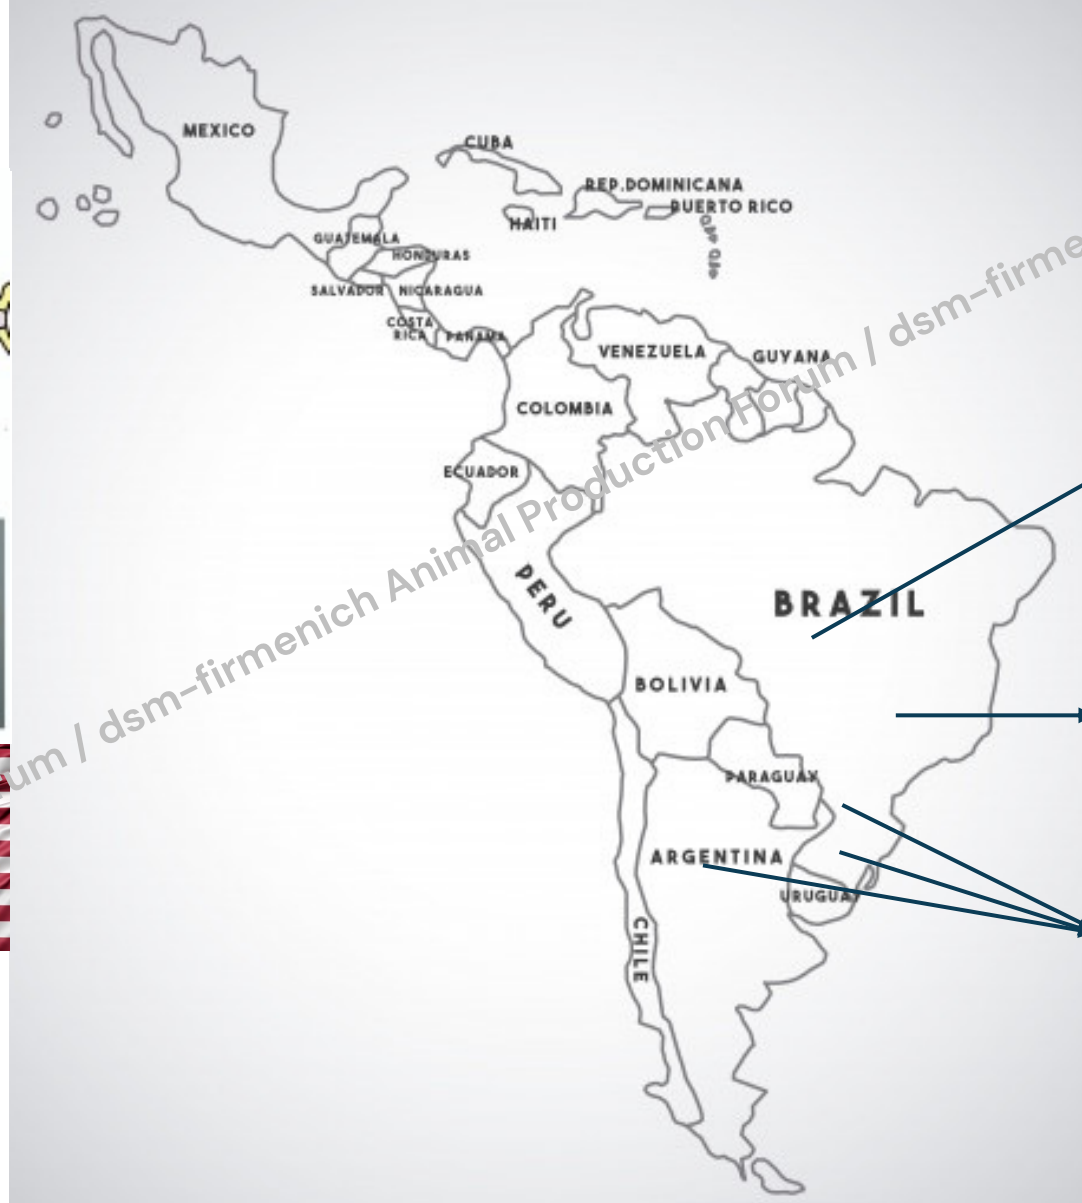 MEXICO
CUBA
REP.DOMINICANA
PUERTO RICO
HAITI
GUATEMALA
HONDURAS
SALVADOR
NICARAGUA
COSTA
RICA
PANAMA
VENEZUELA
GUYANA
COLOMBIA
ECUADOR
PERU
BRAZIL
BOLIVIA
PARAGUAY
ARGENTINA
URUGUAY
CHILE
um / dsm-firmenich Animal Production Forum / dsm-firme